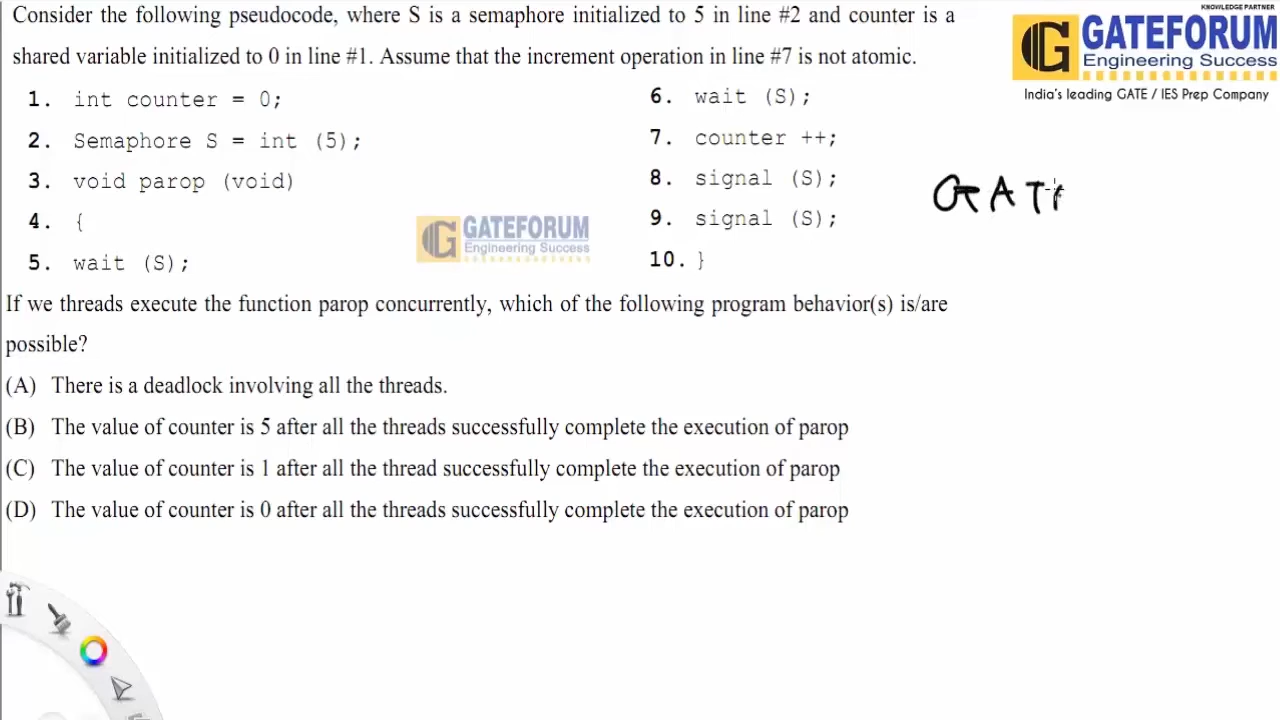 KNOWLEDGE PARTNER
GATEFORUM
Engineering Success
India's leading GATE / IES Prep Company
Consider the following pseudocode, where S is a semaphore initialized to 5 in line #2 and counter is a
shared variable initialized to 0 in line #1. Assume that the increment operation in line #7 is not atomic.
1. int counter = 0;
2. Semaphore S = int (5);
3. void parop (void)
4. {
5. wait (S);
6. wait (S);
7. counter ++;
8. signal (S);
9. signal (S);
10. }
GATEFORUM
Engineering Success
If we threads execute the function parop concurrently, which of the following program behavior(s) is/are
possible?
(A) There is a deadlock involving all the threads.
(B) The value of counter is 5 after all the threads successfully complete the execution of parop
(C) The value of counter is 1 after all the thread successfully complete the execution of parop
(D) The value of counter is 0 after all the threads successfully complete the execution of parop